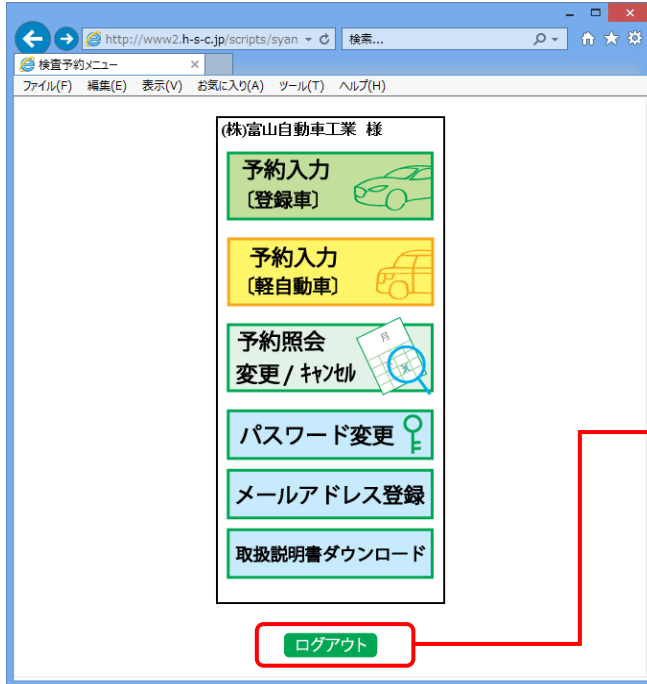 http://www2.h-s-c.jp/scripts/syan
検索...
検査予約メニュー
ファイル(F) 編集(E) 表示(V) お気に入り(A) ツール(T) ヘルプ(H)
(株)富山自動車工業 様
予約入力
〔登録車〕
予約入力
〔軽自動車〕
予約照会
変更 / ｷｬﾝｾﾙ
月
パスワード変更
メールアドレス登録
取扱説明書ダウンロード
ログアウト